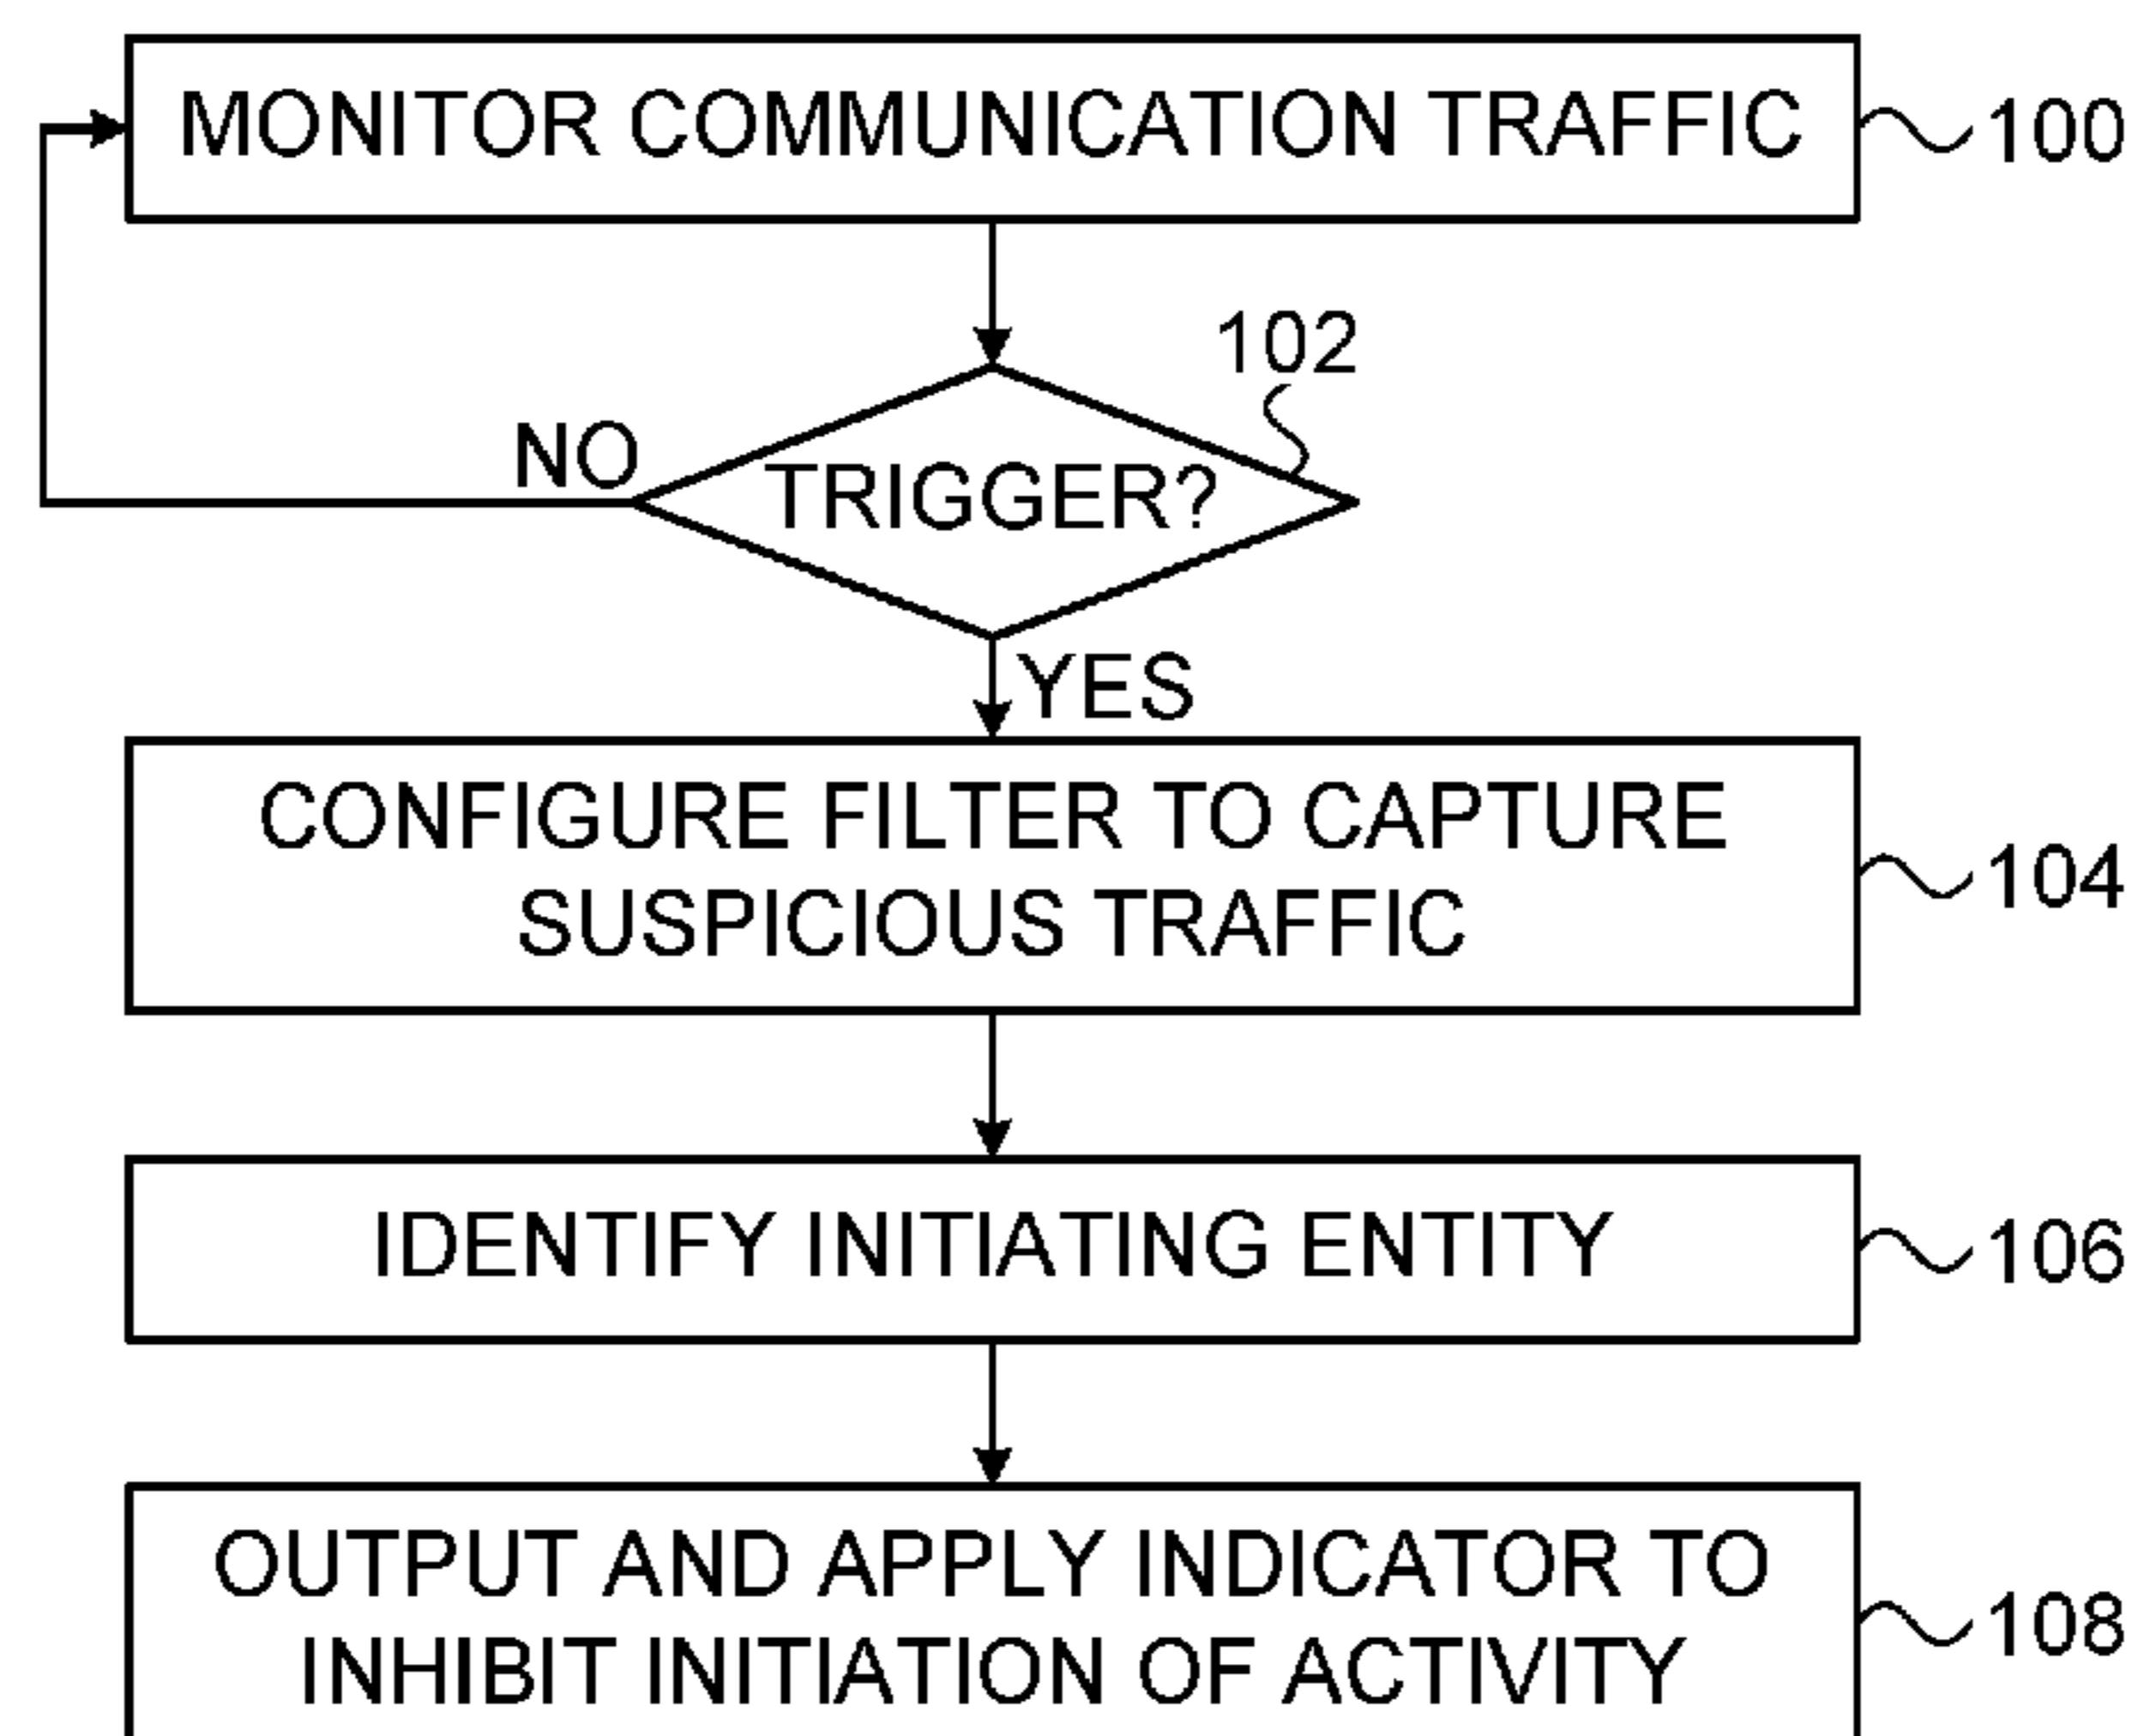 MONITOR COMMUNICATION TRAFFIC
100
102
NO
TRIGGER?
YES
CONFIGURE FILTER TO CAPTURE
SUSPICIOUS TRAFFIC
104
IDENTIFY INITIATING ENTITY
106
OUTPUT AND APPLY INDICATOR TO
INHIBIT INITIATION OF ACTIVITY
108